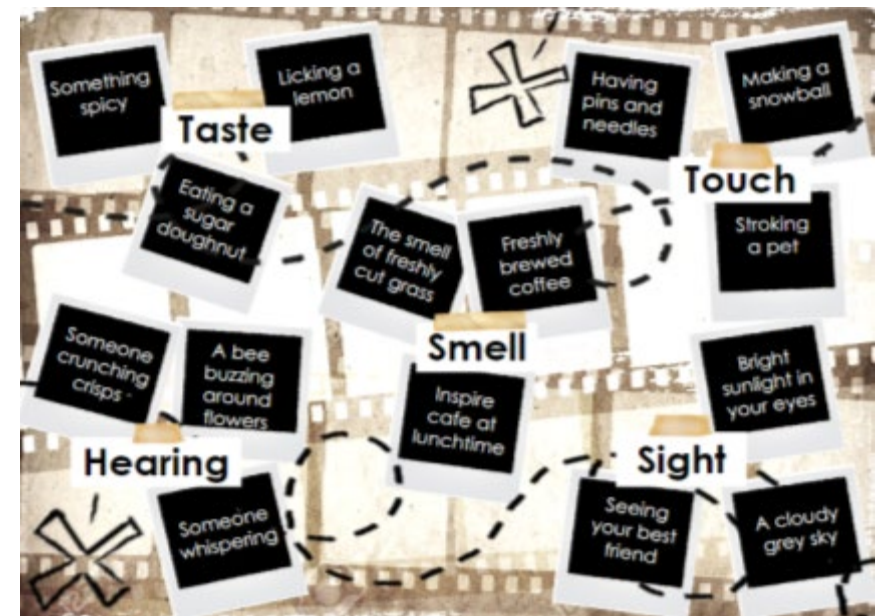 Something
spicy
Licking a
lemon
Taste
Eating a
sugar
doughnut
Having
pins and
needles
Making a
snowball
Touch
Stroking
a pet
The smell
of freshly
cut grass
Freshly
brewed
coffee
Smell
Inspire
cafe at
lunchtime
Someone
crunching
crisps
A bee
buzzing
around
flowers
Hearing
Someone
whispering
Bright
sunlight in
your eyes
Sight
Seeing
your best
friend
A cloudy
grey sky